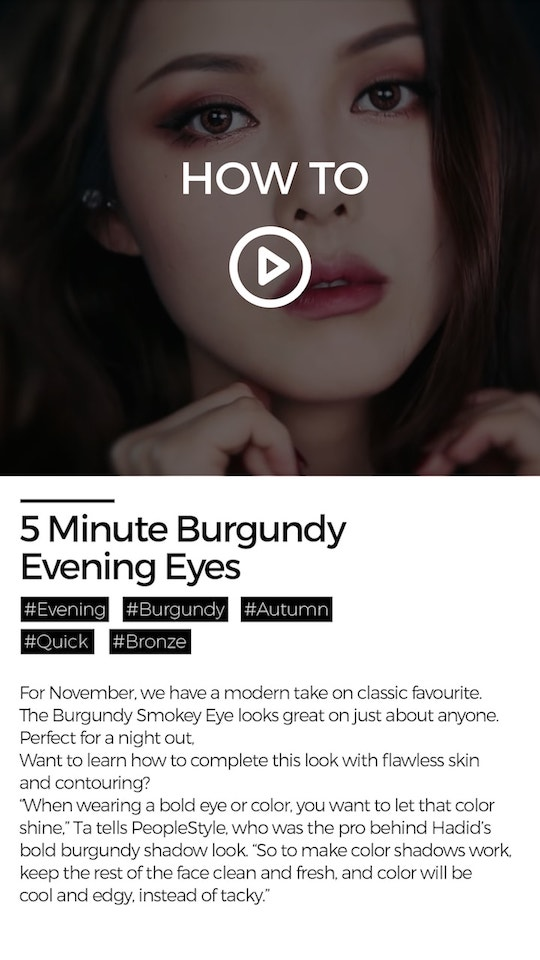 HOW TO
5 Minute Burgundy
Evening Eyes
#Evening #Burgundy #Autumn
#Quick #Bronze
For November, we have a modern take on classic favourite.
The Burgundy Smokey Eye looks great on just about anyone.
Perfect for a night out,
Want to learn how to complete this look with flawless skin
and contouring?
“When wearing a bold eye or color, you want to let that color
shine,” Ta tells PeopleStyle, who was the pro behind Hadid’s
bold burgundy shadow look. “So to make color shadows work,
keep the rest of the face clean and fresh, and color will be
cool and edgy, instead of tacky.”